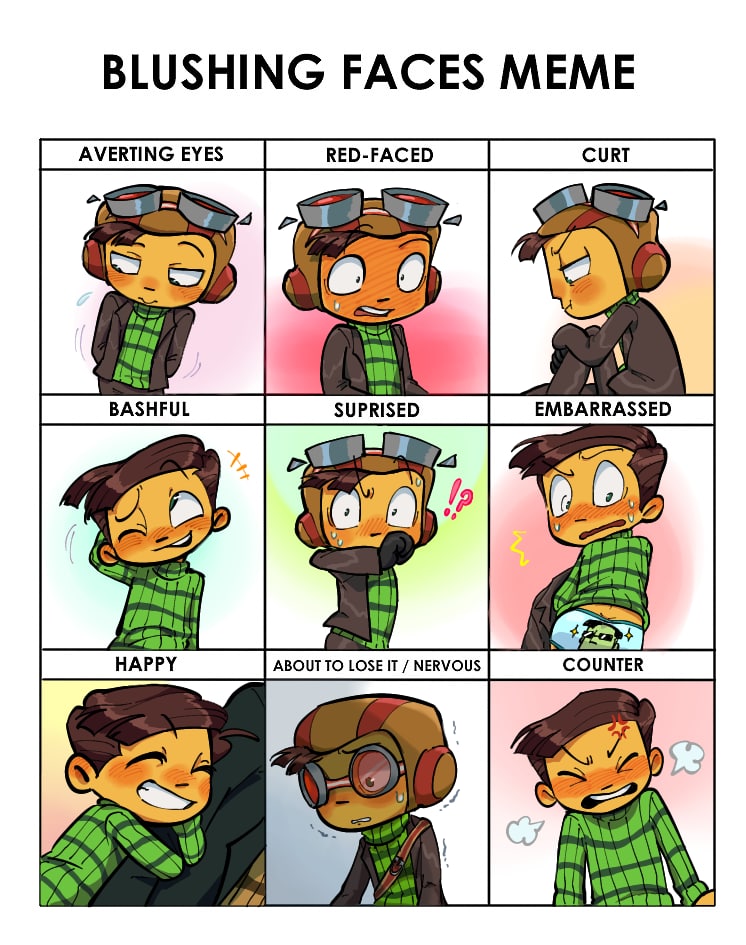 BLUSHING FACES MEME
AVERTING EYES
RED-FACED
CURT
BASHFUL
SUPRISED
EMBARRASSED
!?
HAPPY
ABOUT TO LOSE IT / NERVOUS
COUNTER